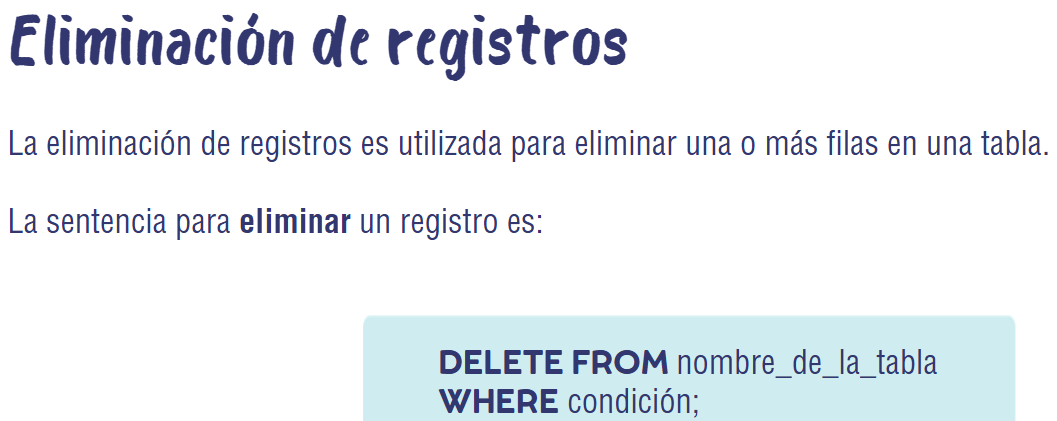 Eliminación de registros
La eliminación de registros es utilizada para eliminar una o más filas en una tabla.
La sentencia para eliminar un registro es:
DELETE FROM nombre_de_la_tabla
WHERE condición;